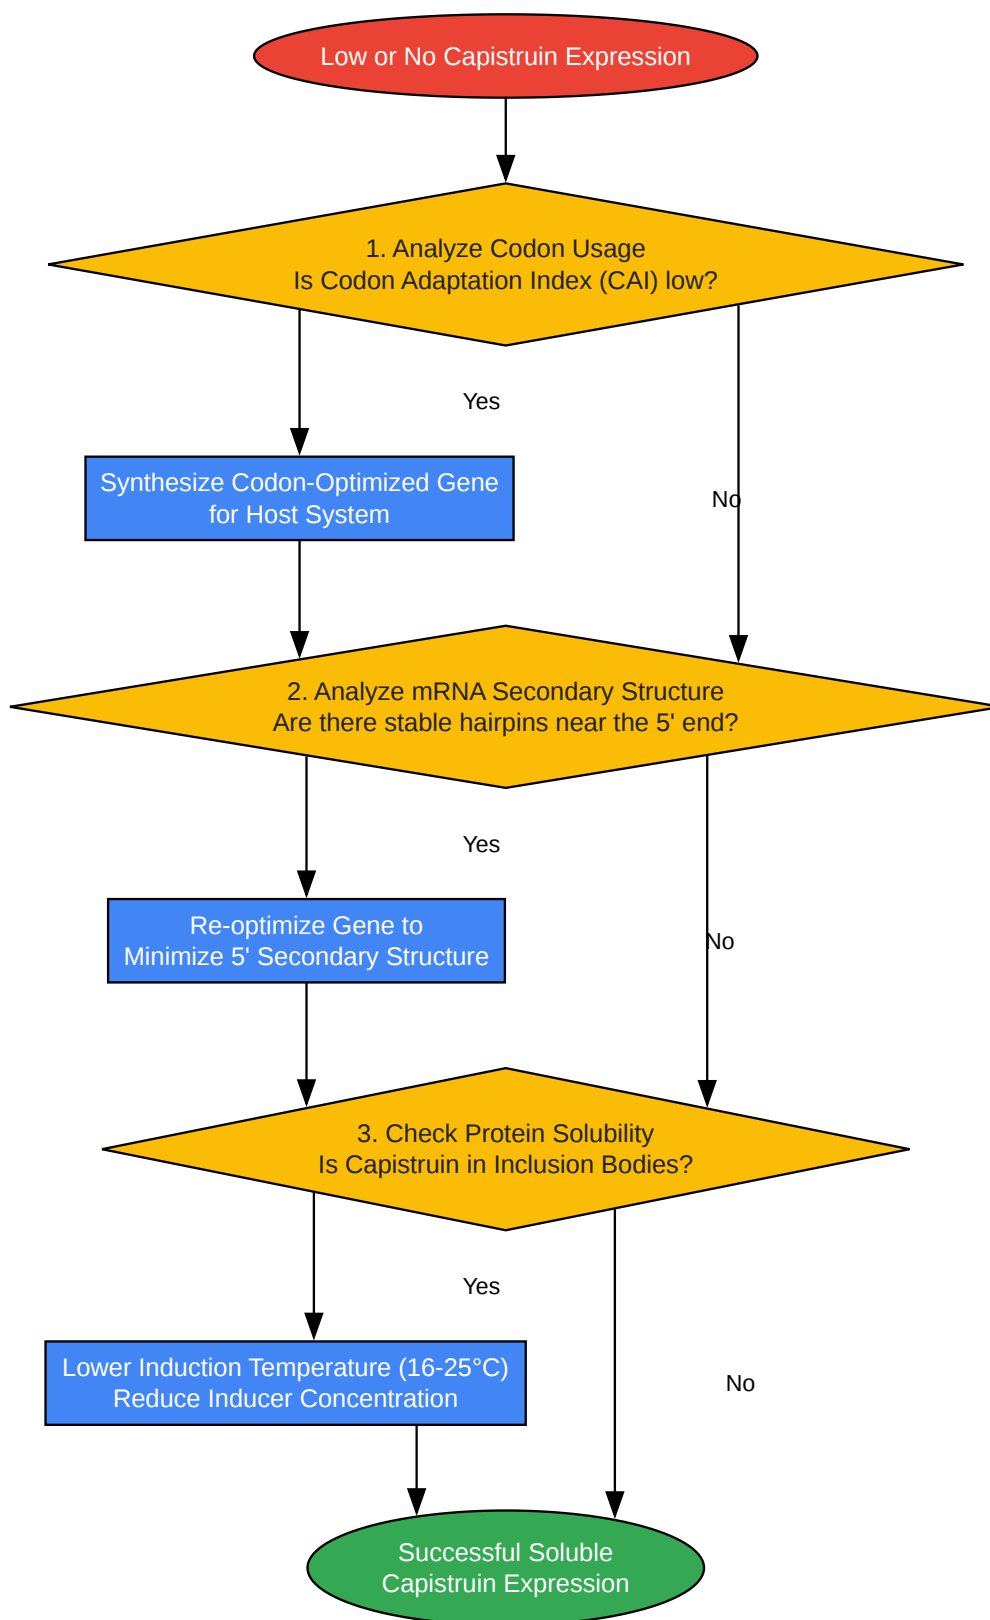 Low or No Capistruin Expression
1. Analyze Codon Usage
Is Codon Adaptation Index (CAI) low?
Yes
Synthesize Codon-Optimized Gene
for Host System
No
2. Analyze mRNA Secondary Structure
Are there stable hairpins near the 5' end?
Yes
Re-optimize Gene to
Minimize 5' Secondary Structure
No
3. Check Protein Solubility
Is Capistruin in Inclusion Bodies?
Yes
Lower Induction Temperature (16-25°C)
Reduce Inducer Concentration
No
Successful Soluble
Capistruin Expression